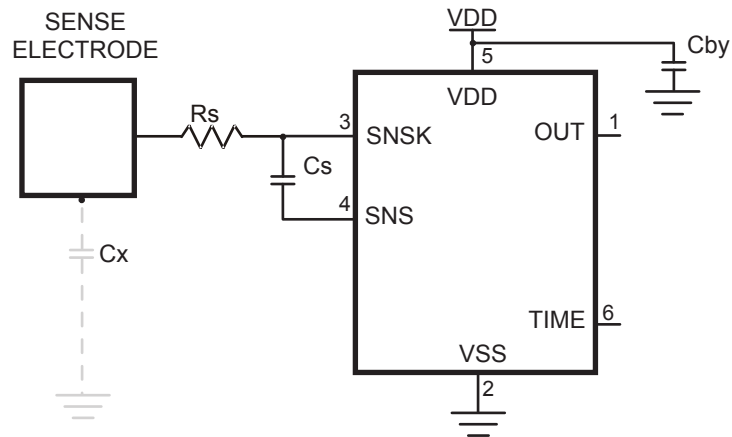 SENSE
ELECTRODE
VDD
5
Cby
VDD
Rs
3
SNSK
OUT
1
Cs
4
SNS
Cx
TIME
6
VSS
2